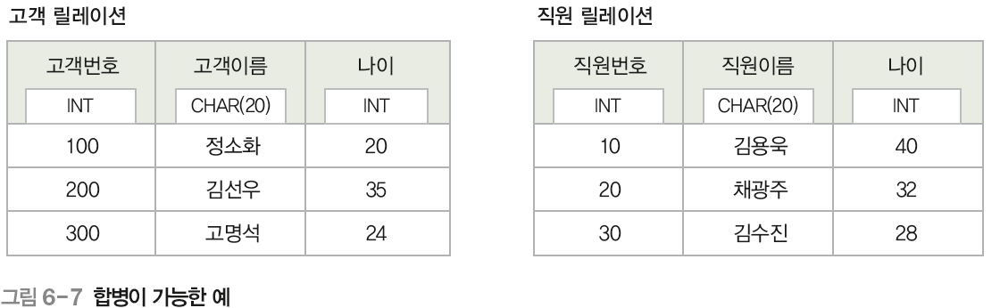 고객 릴레이션
고객번호 고객이름 나이
INT CHAR(20) INT
100 정소화 20
200 김선우 35
300 고명석 24
직원 릴레이션
직원번호 직원이름 나이
INT CHAR(20) INT
10 김용욱 40
20 채광주 32
30 김수진 28
그림 6-7 합병이 가능한 예